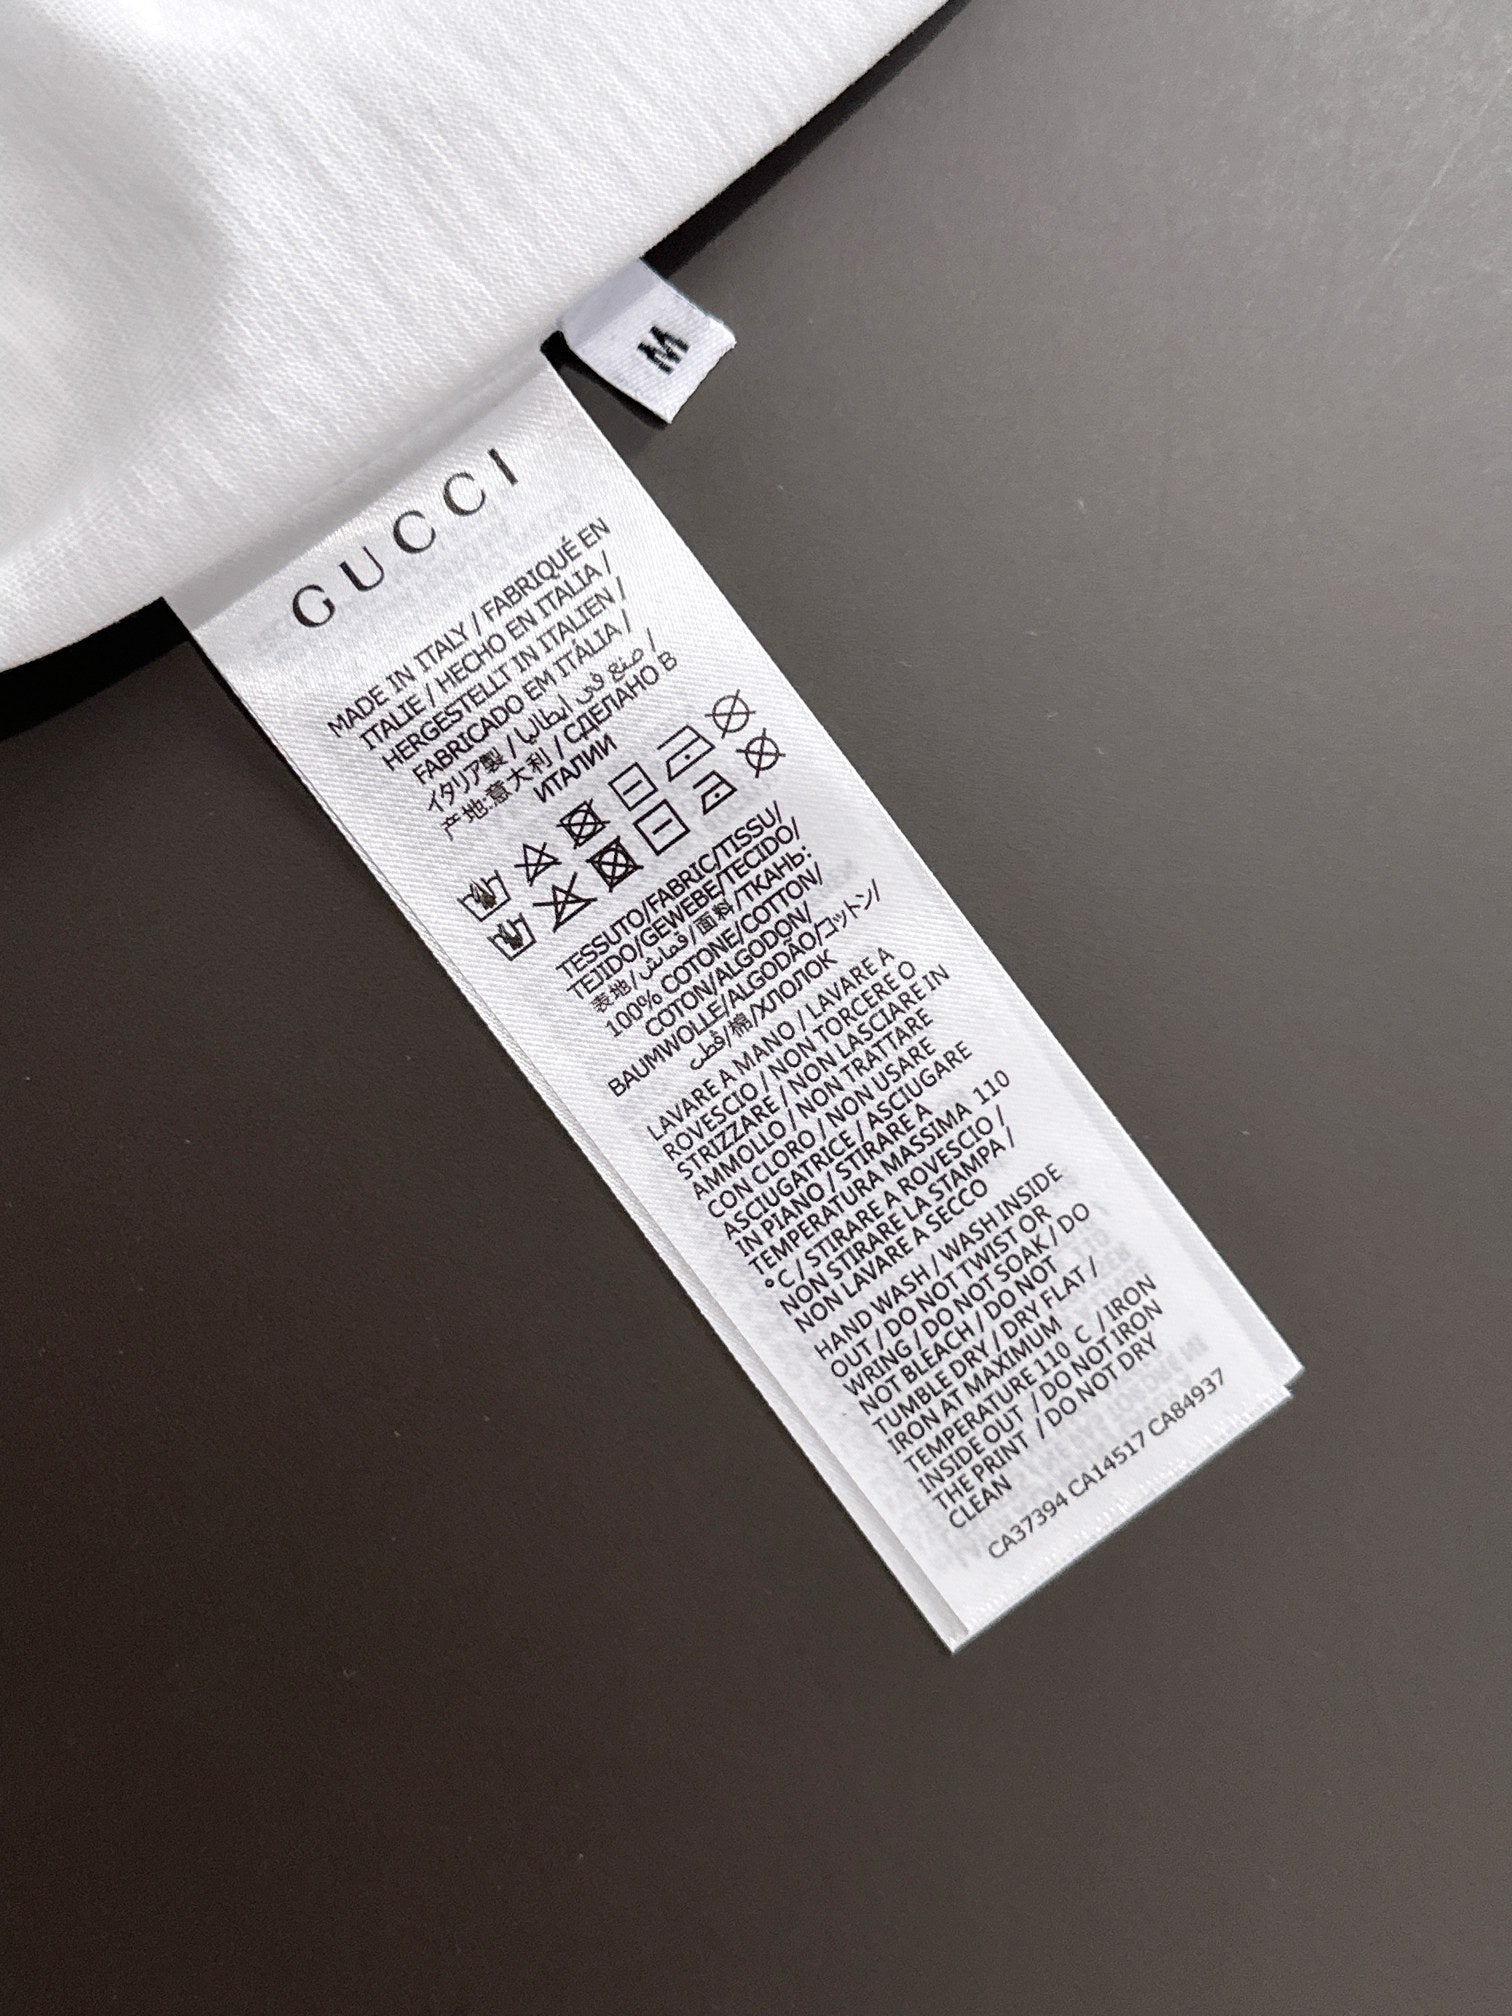 M
GUCCI
MADE IN ITALY / FABRIQUÉ EN
ITALIE / HECHO EN ITALIA /
HERGESTELLT IN ITALIEN /
FABRICADO EM ITÁLIA /
イタリア製 / صنع في ايطاليا /
产地:意大利 / СДЕЛАНО В
ИТАЛИИ
TESSUTO/FABRIC/TISSU/
TEJIDO/GEWEBE/TECIDO/
表地/قماش/面料/ТКАНЬ:
100% COTONE/COTTON/
COTON/ALGODÓN/
BAUMWOLLE/ALGODÃO/コットン/
قطن/棉/ХЛОПОК
LAVARE A MANO / LAVARE A
ROVESCIO / NON TORCERE O
STRIZZARE / NON LASCIARE IN
AMMOLLO / NON TRATTARE
CON CLORO / NON USARE
ASCIUGATRICE / ASCIUGARE
IN PIANO / STIRARE A
TEMPERATURA MASSIMA 110
°C / STIRARE A ROVESCIO /
NON STIRARE LA STAMPA /
NON LAVARE A SECCO
HAND WASH / WASH INSIDE
OUT / DO NOT TWIST OR
WRING / DO NOT SOAK / DO
NOT BLEACH / DO NOT
TUMBLE DRY / DRY FLAT /
IRON AT MAXIMUM
TEMPERATURE 110 C / IRON
INSIDE OUT / DO NOT IRON
THE PRINT / DO NOT DRY
CLEAN
CA37394 CA14517 CA84937